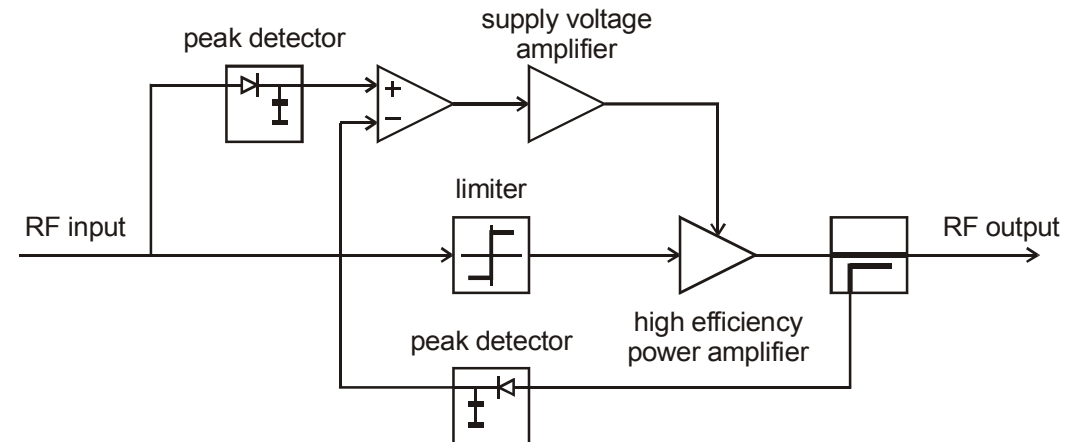 supply voltage
amplifier
peak detector
+
−
limiter
RF input
RF output
high efficiency
power amplifier
peak detector